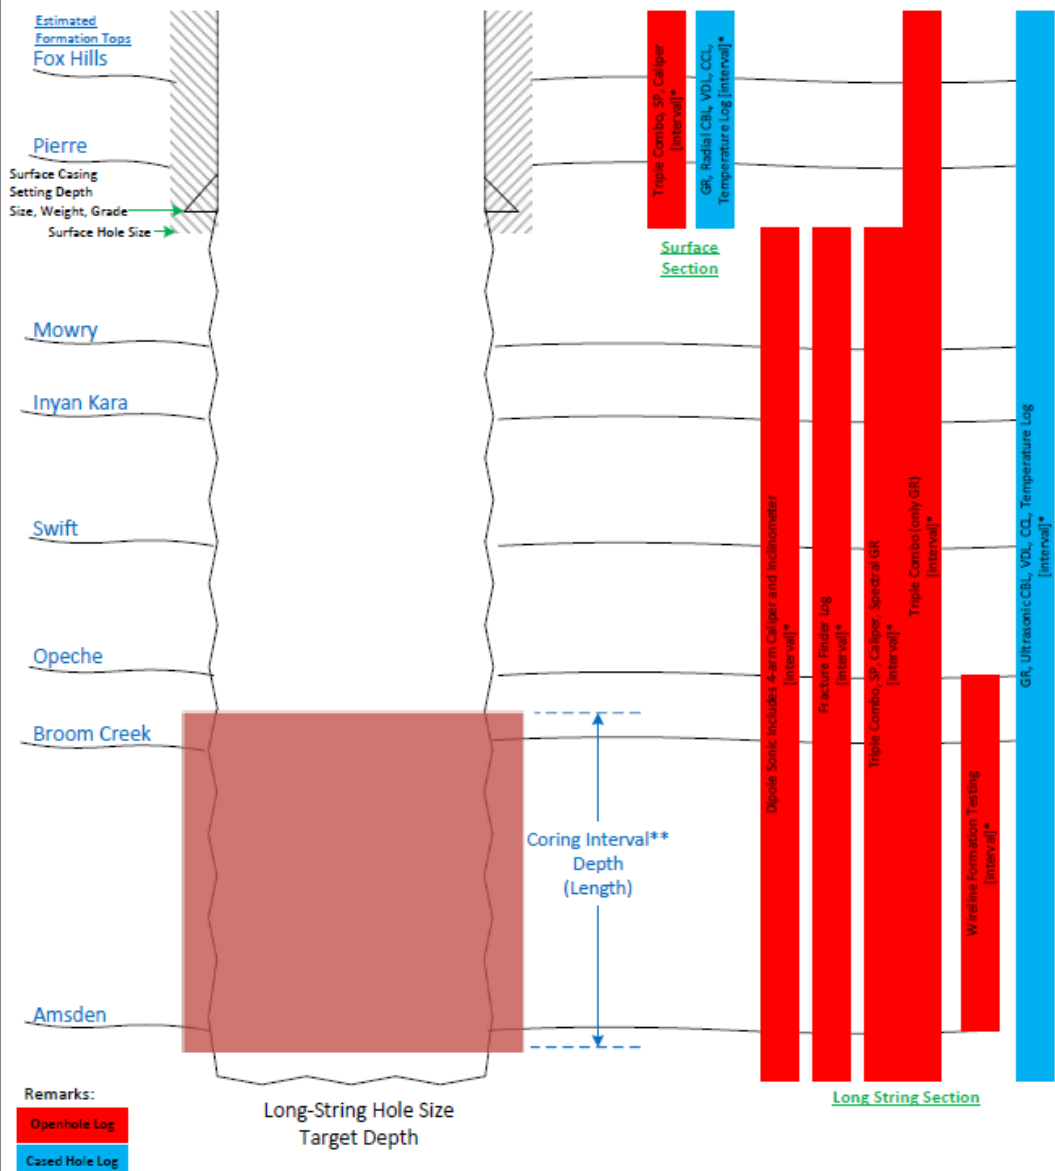 Estimated
Formation Tops
Fox Hills
Pierre
Surface Casing
Setting Depth
Size, Weight, Grade
Surface Hole Size
Mowry
Inyan Kara
Swift
Opeche
Broom Creek
Amsden
Coring Interval**
Depth
(Length)
Triple Combo, SP, Caliper
[interval]*
GR, Radial CBL, VDL, CCL,
Temperature Log [interval]*
Surface
Section
Dipole Sonic includes 4-arm Caliper and Inclinometer
[interval]*
Fracture Finder Log
[interval]*
Triple Combo, SP, Caliper, Spectral GR
[interval]*
Triple Combo (only GR)
[interval]*
Wireline Formation Testing
[interval]*
GR, Ultrasonic CBL, VDL, CCL, Temperature Log
[interval]*
Long String Section
Remarks:
Openhole Log
Cased Hole Log
Long-String Hole Size
Target Depth